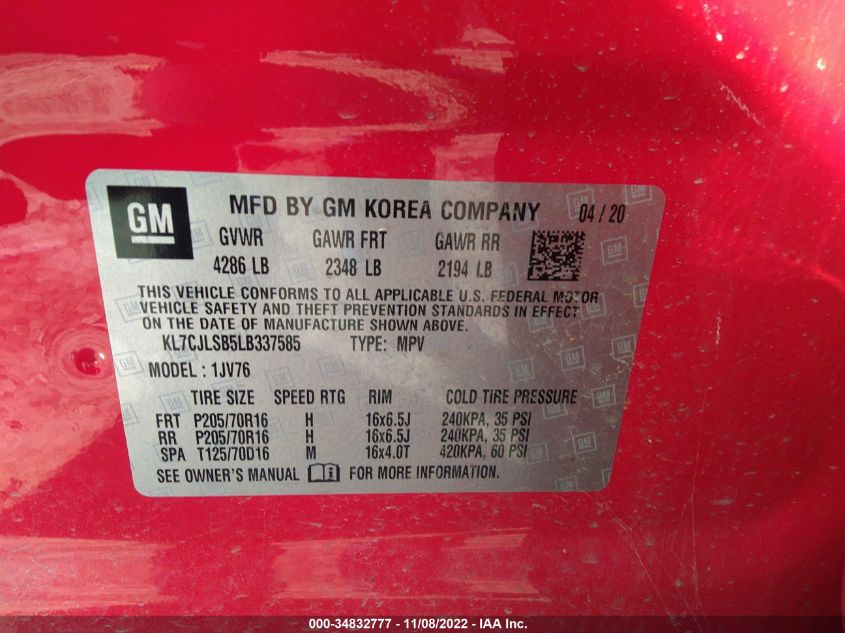 GM
MFD BY GM KOREA COMPANY 04 / 20
GVWR GAWR FRT GAWR RR
4286 LB 2348 LB 2194 LB
THIS VEHICLE CONFORMS TO ALL APPLICABLE U.S. FEDERAL MOTOR
VEHICLE SAFETY AND THEFT PREVENTION STANDARDS IN EFFECT
ON THE DATE OF MANUFACTURE SHOWN ABOVE.
KL7CJLSB5LB337585 TYPE: MPV
MODEL : 1JV76
TIRE SIZE SPEED RTG RIM COLD TIRE PRESSURE
FRT P205/70R16 H 16x6.5J 240KPA, 35 PSI
RR P205/70R16 H 16x6.5J 240KPA, 35 PSI
SPA T125/70D16 M 16x4.0T 420KPA, 60 PSI
SEE OWNER'S MANUAL FOR MORE INFORMATION.
000-34832777 - 11/08/2022 - IAA Inc.